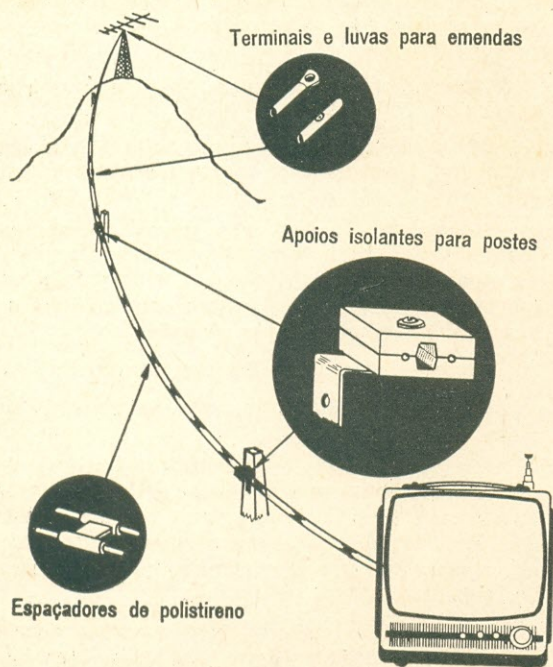 Terminais e luvas para emendas
Apoios isolantes para postes
Espaçadores de polistireno